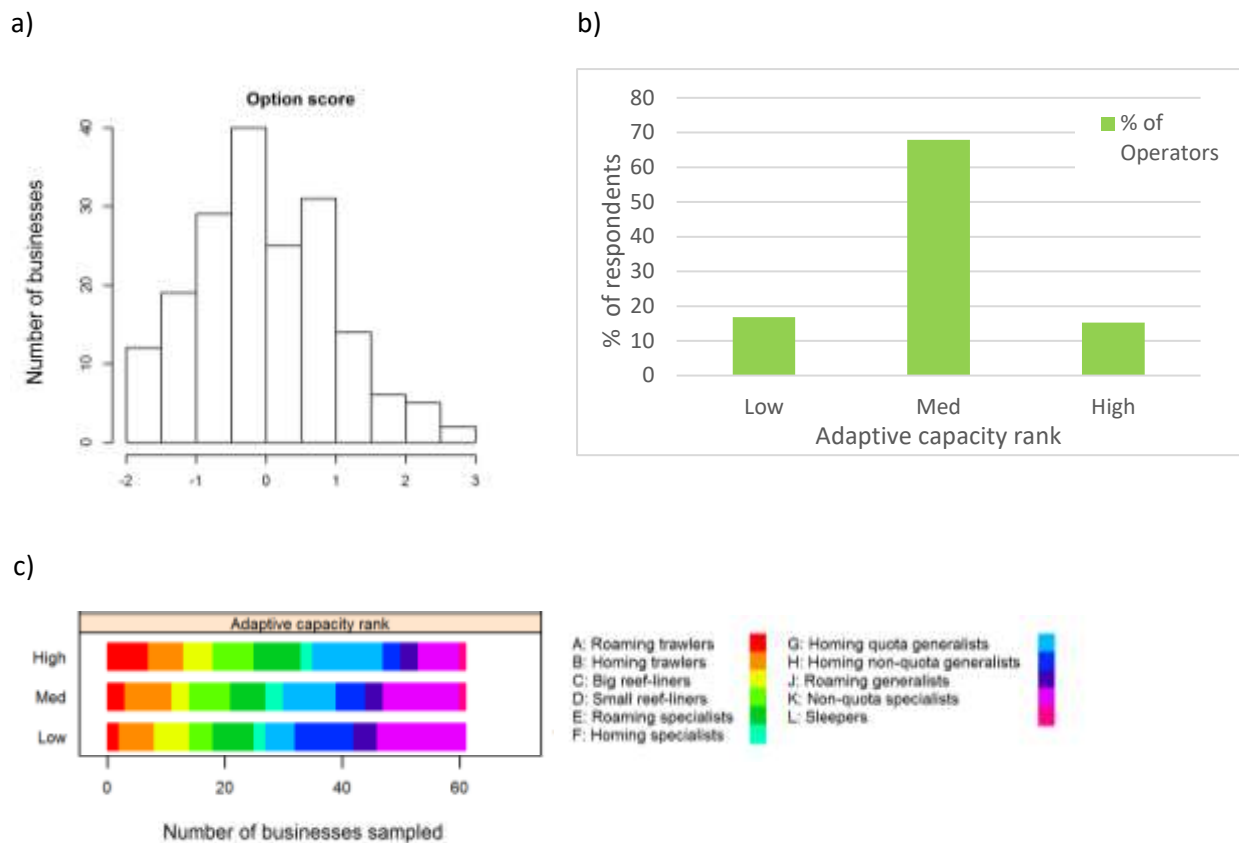 a)
b)
Option score
Number of businesses
40
30
20
10
0
-2 -1 0 1 2 3
80
70
60
50
40
30
20
10
0
% of respondents
% of
Operators
Low Med High
Adaptive capacity rank
c)
Adaptive capacity rank
High
Med
Low
0 20 40 60
Number of businesses sampled
A: Roaming trawlers
B: Homing trawlers
C: Big reef-liners
D: Small reef-liners
E: Roaming specialists
F: Homing specialists
G: Homing quota generalists
H: Homing non-quota generalists
J: Roaming generalists
K: Non-quota specialists
L: Sleepers